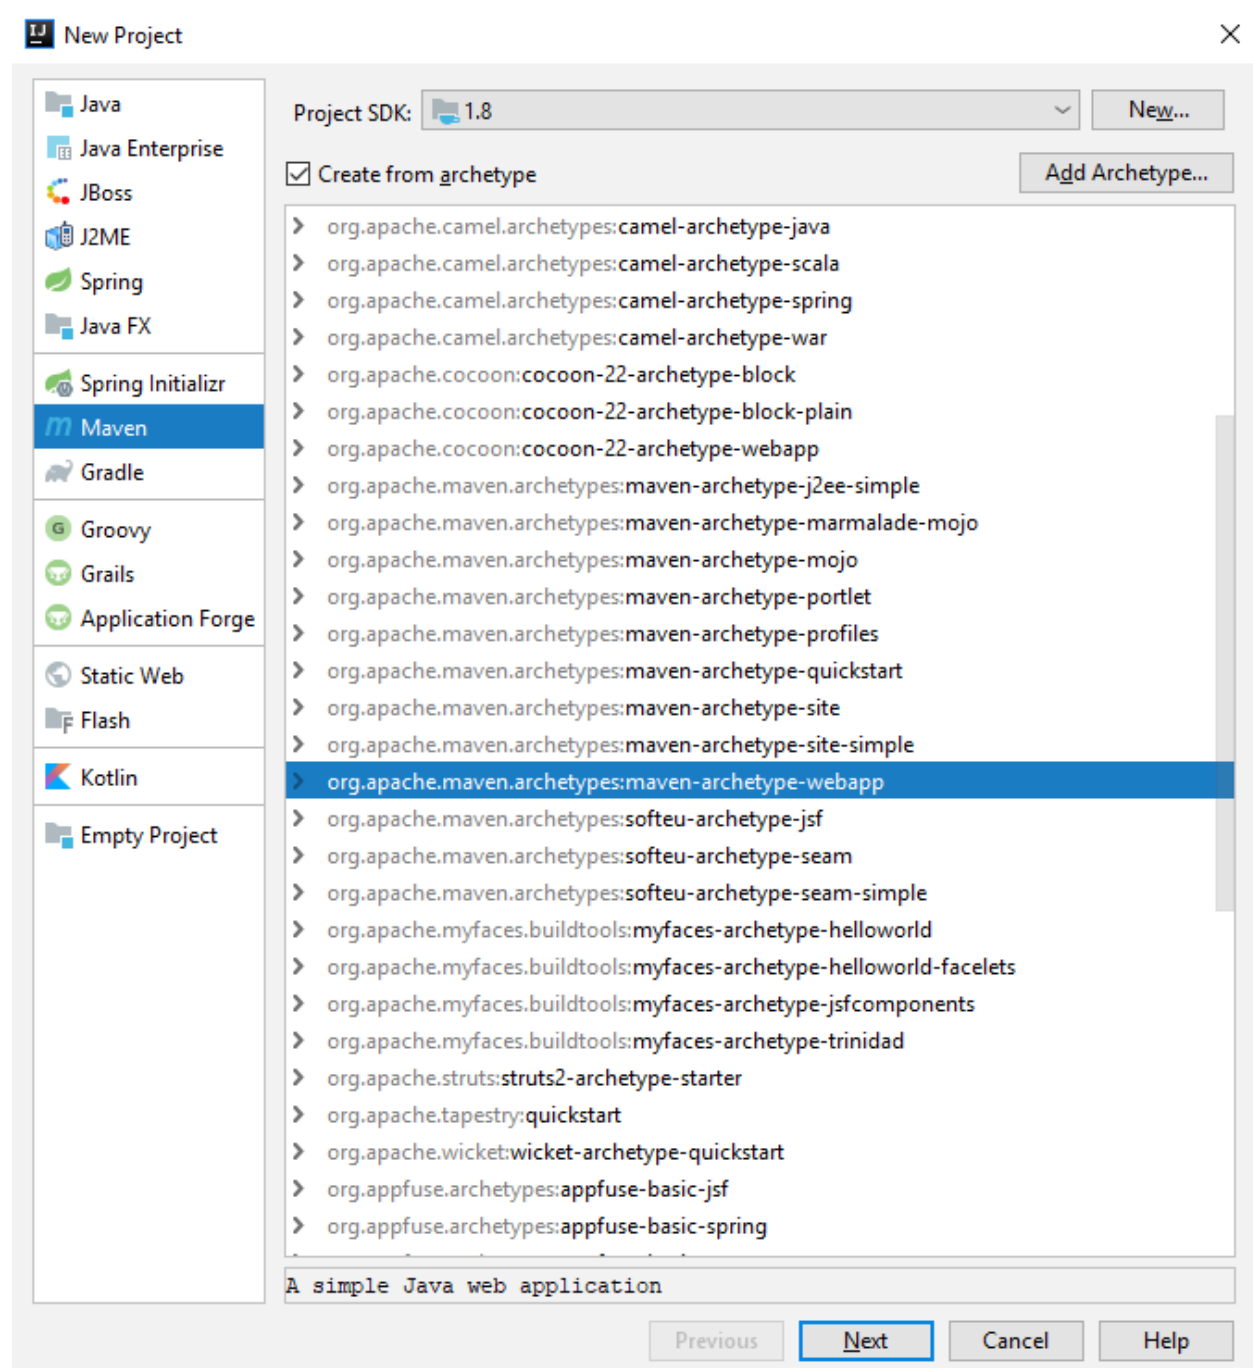 New Project
Java
Java Enterprise
JBoss
J2ME
Spring
Java FX
Spring Initializr
Maven
Gradle
Groovy
Grails
Application Forge
Static Web
Flash
Kotlin
Empty Project
Project SDK: 1.8 New...
Create from archetype Add Archetype...
org.apache.camel.archetypes:camel-archetype-java
org.apache.camel.archetypes:camel-archetype-scala
org.apache.camel.archetypes:camel-archetype-spring
org.apache.camel.archetypes:camel-archetype-war
org.apache.cocoon:cocoon-22-archetype-block
org.apache.cocoon:cocoon-22-archetype-block-plain
org.apache.cocoon:cocoon-22-archetype-webapp
org.apache.maven.archetypes:maven-archetype-j2ee-simple
org.apache.maven.archetypes:maven-archetype-marmalade-mojo
org.apache.maven.archetypes:maven-archetype-mojo
org.apache.maven.archetypes:maven-archetype-portlet
org.apache.maven.archetypes:maven-archetype-profiles
org.apache.maven.archetypes:maven-archetype-quickstart
org.apache.maven.archetypes:maven-archetype-site
org.apache.maven.archetypes:maven-archetype-site-simple
org.apache.maven.archetypes:maven-archetype-webapp
org.apache.maven.archetypes:softeu-archetype-jsf
org.apache.maven.archetypes:softeu-archetype-seam
org.apache.maven.archetypes:softeu-archetype-seam-simple
org.apache.myfaces.buildtools:myfaces-archetype-helloworld
org.apache.myfaces.buildtools:myfaces-archetype-helloworld-facelets
org.apache.myfaces.buildtools:myfaces-archetype-jsfcomponents
org.apache.myfaces.buildtools:myfaces-archetype-trinidad
org.apache.struts:struts2-archetype-starter
org.apache.tapestry:quickstart
org.apache.wicket:wicket-archetype-quickstart
org.appfuse.archetypes:appfuse-basic-jsf
org.appfuse.archetypes:appfuse-basic-spring
A simple Java web application
Previous Next Cancel Help